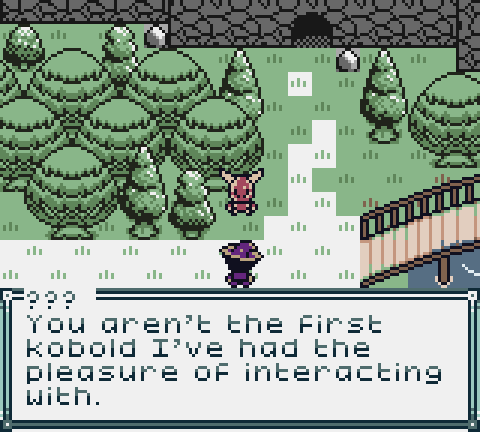 ???
You aren't the first
kobold I've had the
pleasure of interacting
with.